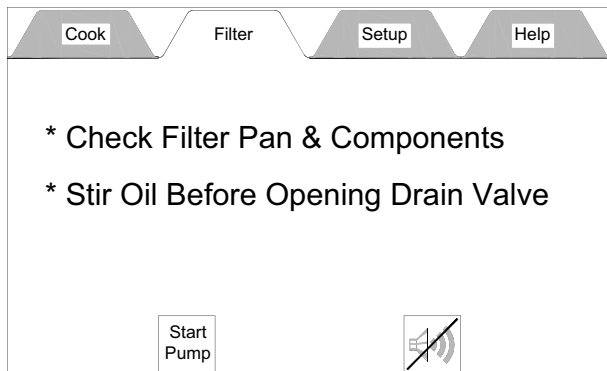 Cook Filter Setup Help
* Check Filter Pan & Components
* Stir Oil Before Opening Drain Valve
Start
Pump